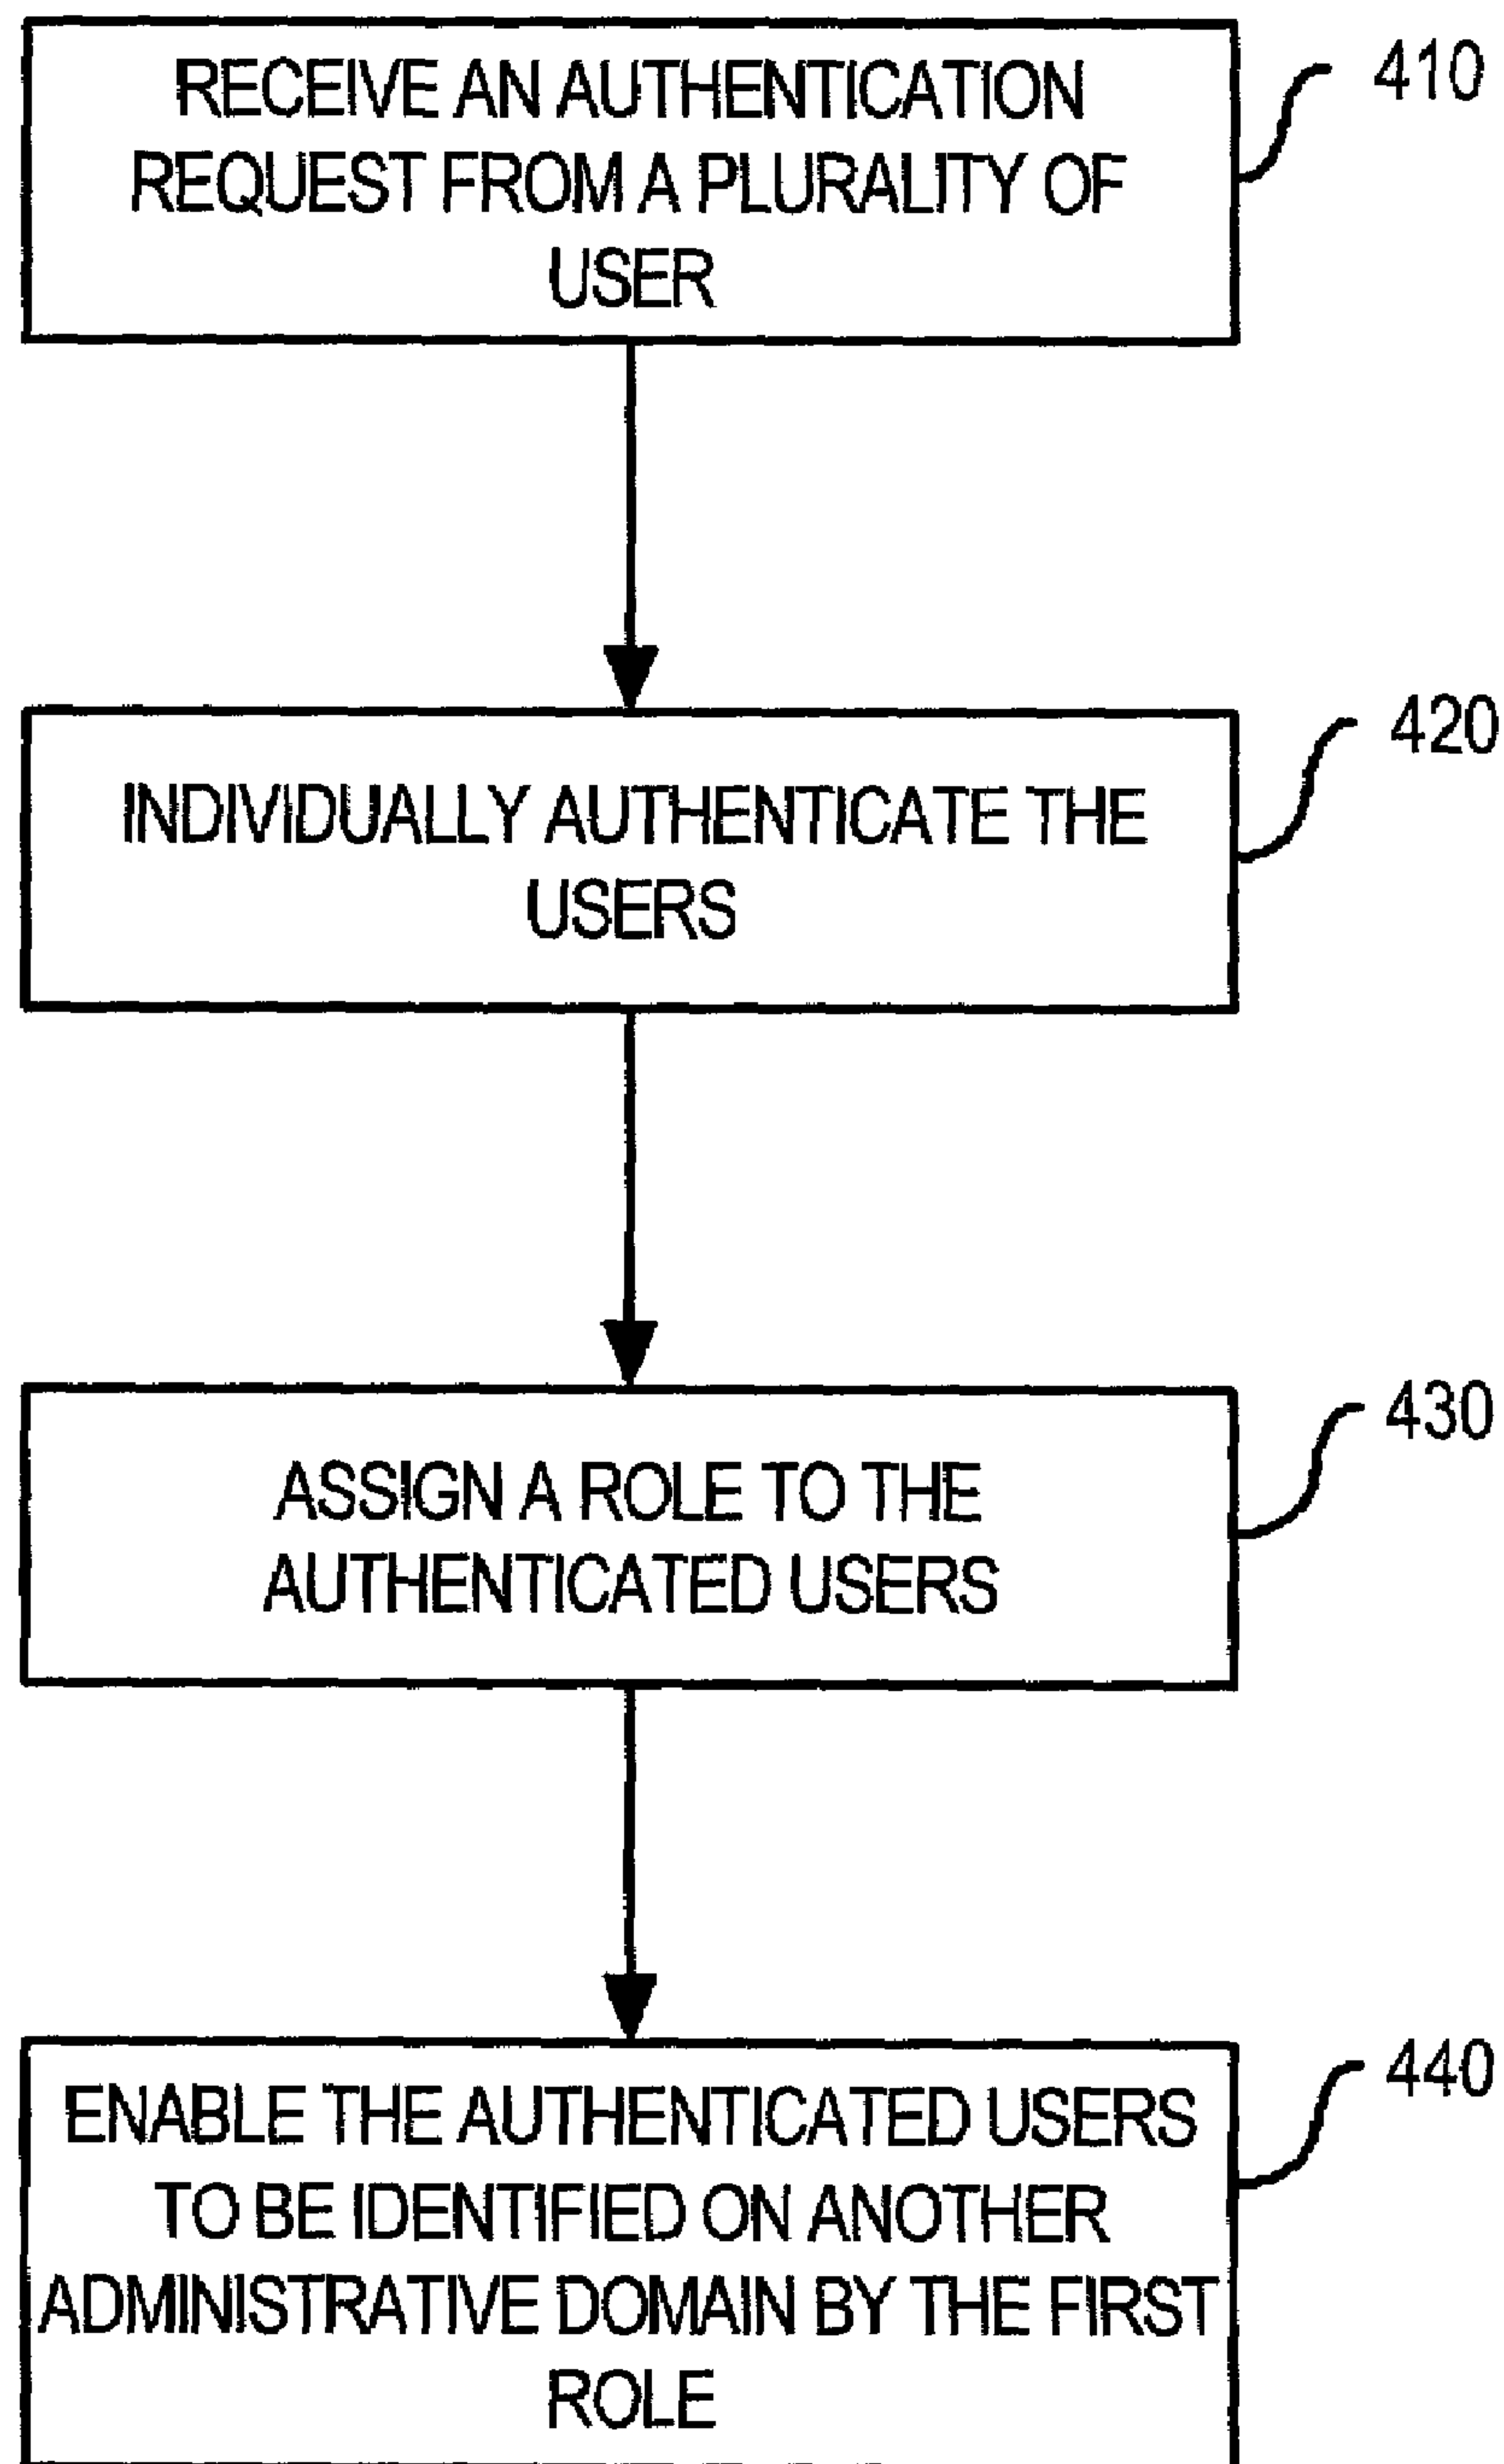 RECEIVE AN AUTHENTICATION
REQUEST FROM A PLURALITY OF
USER
410
INDIVIDUALLY AUTHENTICATE THE
USERS
420
ASSIGN A ROLE TO THE
AUTHENTICATED USERS
430
ENABLE THE AUTHENTICATED USERS
TO BE IDENTIFIED ON ANOTHER
ADMINISTRATIVE DOMAIN BY THE FIRST
ROLE
440